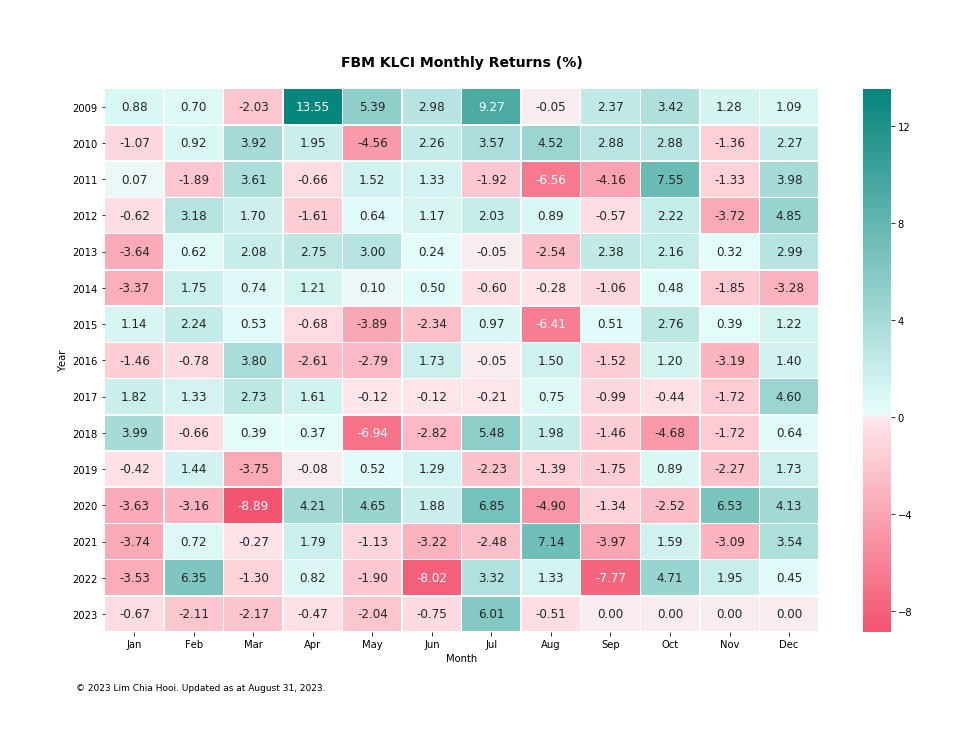 FBM KLCI Monthly Returns (%)
2009 0.88 0.70 -2.03 13.55 5.39 2.98 9.27 -0.05 2.37 3.42 1.28 1.09
2010 -1.07 0.92 3.92 1.95 -4.56 2.26 3.57 4.52 2.88 2.88 -1.36 2.27
2011 0.07 -1.89 3.61 -0.66 1.52 1.33 -1.92 -6.56 -4.16 7.55 -1.33 3.98
2012 -0.62 3.18 1.70 -1.61 0.64 1.17 2.03 0.89 -0.57 2.22 -3.72 4.85
2013 -3.64 0.62 2.08 2.75 3.00 0.24 -0.05 -2.54 2.38 2.16 0.32 2.99
2014 -3.37 1.75 0.74 1.21 0.10 0.50 -0.60 -0.28 -1.06 0.48 -1.85 -3.28
2015 1.14 2.24 0.53 -0.68 -3.89 -2.34 0.97 -6.41 0.51 2.76 0.39 1.22
2016 -1.46 -0.78 3.80 -2.61 -2.79 1.73 -0.05 1.50 -1.52 1.20 -3.19 1.40
2017 1.82 1.33 2.73 1.61 -0.12 -0.12 -0.21 0.75 -0.99 -0.44 -1.72 4.60
2018 3.99 -0.66 0.39 0.37 -6.94 -2.82 5.48 1.98 -1.46 -4.68 -1.72 0.64
2019 -0.42 1.44 -3.75 -0.08 0.52 1.29 -2.23 -1.39 -1.75 0.89 -2.27 1.73
2020 -3.63 -3.16 -8.89 4.21 4.65 1.88 6.85 -4.90 -1.34 -2.52 6.53 4.13
2021 -3.74 0.72 -0.27 1.79 -1.13 -3.22 -2.48 7.14 -3.97 1.59 -3.09 3.54
2022 -3.53 6.35 -1.30 0.82 -1.90 -8.02 3.32 1.33 -7.77 4.71 1.95 0.45
2023 -0.67 -2.11 -2.17 -0.47 -2.04 -0.75 6.01 -0.51 0.00 0.00 0.00 0.00
Jan Feb Mar Apr May Jun Jul Aug Sep Oct Nov Dec
Month
Year
12
8
4
0
−4
−8
© 2023 Lim Chia Hooi. Updated as at August 31, 2023.